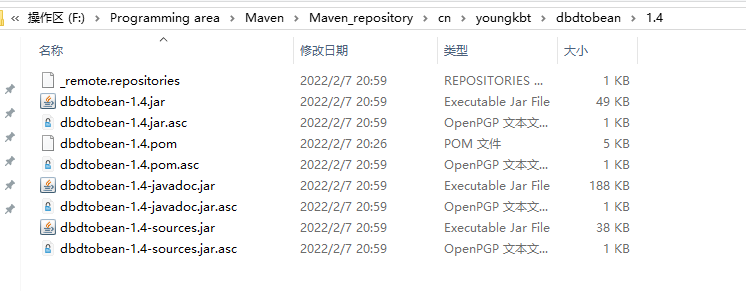 « 操作区 (F:) › Programming area › Maven › Maven_repository › cn › youngkbt › dbdtobean › 1.4
名称 修改日期 类型 大小
_remote.repositories 2022/2/7 20:59 REPOSITORIES ... 1 KB
dbdtobean-1.4.jar 2022/2/7 20:59 Executable Jar File 49 KB
dbdtobean-1.4.jar.asc 2022/2/7 20:59 OpenPGP 文本文... 1 KB
dbdtobean-1.4.pom 2022/2/7 20:26 POM 文件 5 KB
dbdtobean-1.4.pom.asc 2022/2/7 20:59 OpenPGP 文本文... 1 KB
dbdtobean-1.4-javadoc.jar 2022/2/7 20:59 Executable Jar File 188 KB
dbdtobean-1.4-javadoc.jar.asc 2022/2/7 20:59 OpenPGP 文本文... 1 KB
dbdtobean-1.4-sources.jar 2022/2/7 20:59 Executable Jar File 38 KB
dbdtobean-1.4-sources.jar.asc 2022/2/7 20:59 OpenPGP 文本文... 1 KB